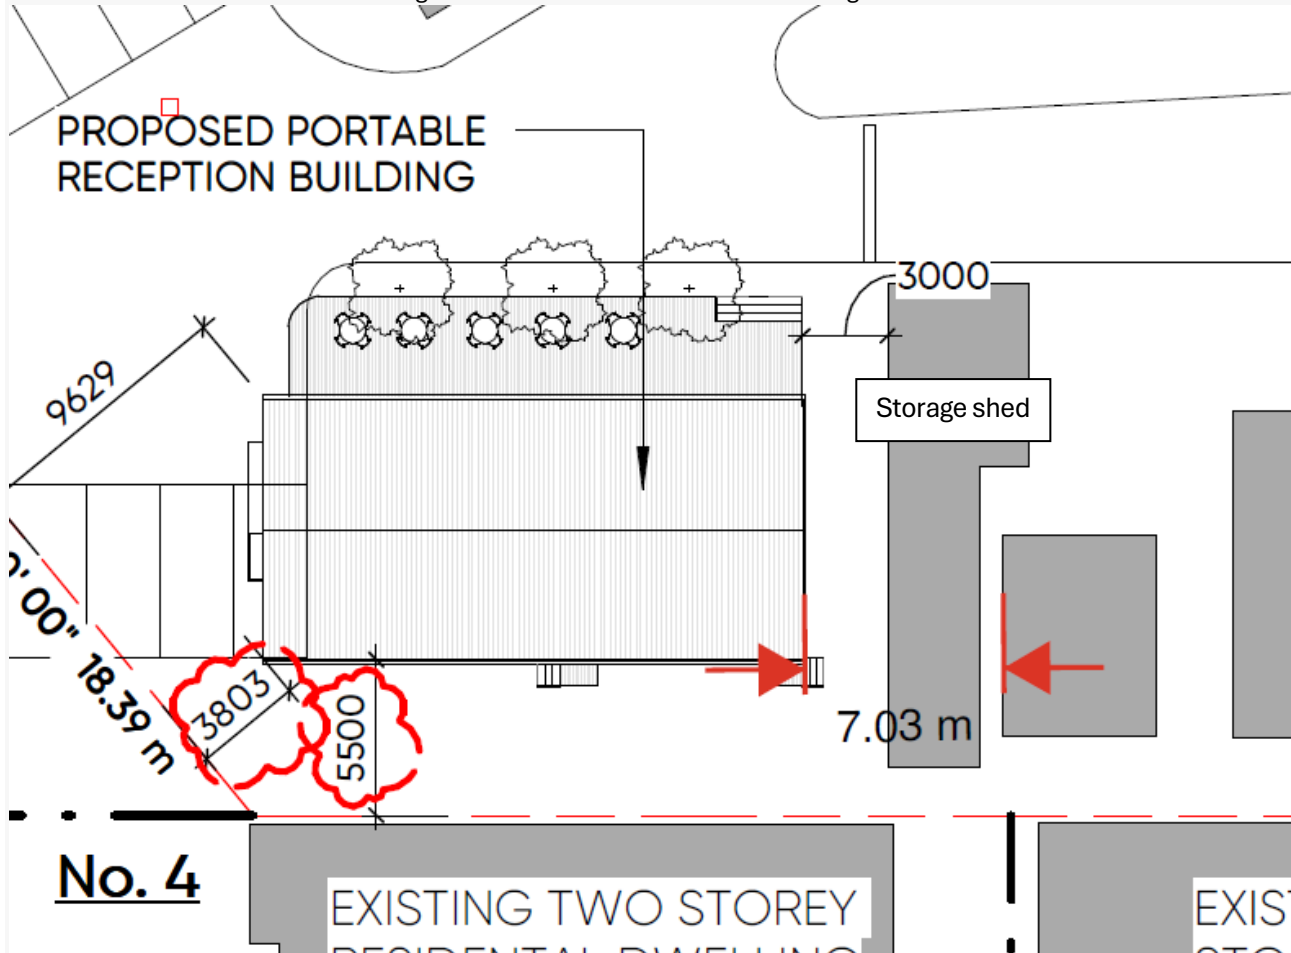 PROPOSED PORTABLE
RECEPTION BUILDING
3000
9629
Storage shed
00" 18.39 m
3803
5500
7.03 m
No. 4
EXISTING TWO STOREY